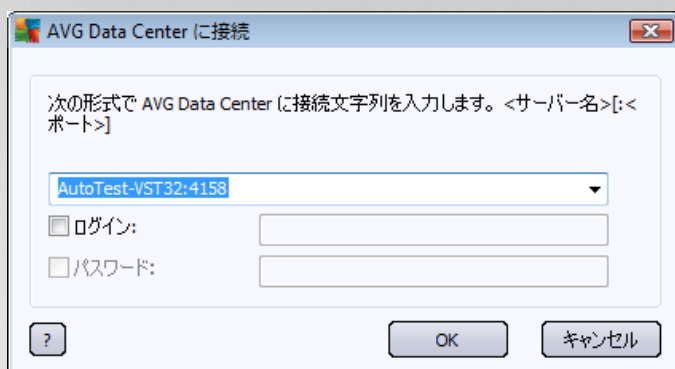 AVG Data Center に接続
次の形式で AVG Data Center に接続文字列を入力します。<サーバー名>[:<
ポート>]
AutoTest-VST32:4158
ログイン:
パスワード:
?
OK
キャンセル